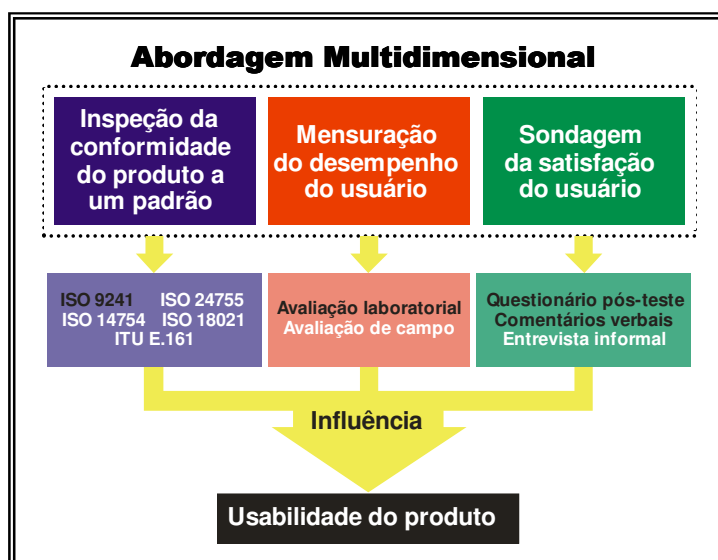 Abordagem Multidimensional
Inspeção da
conformidade
do produto a
um padrão
Mensuração
do desempenho
do usuário
Sondagem
da satisfação
do usuário
ISO 9241 ISO 24755
ISO 14754 ISO 18021
ITU E.161
Avaliação laboratorial
Avaliação de campo
Questionário pós-teste
Comentários verbais
Entrevista informal
Influência
Usabilidade do produto